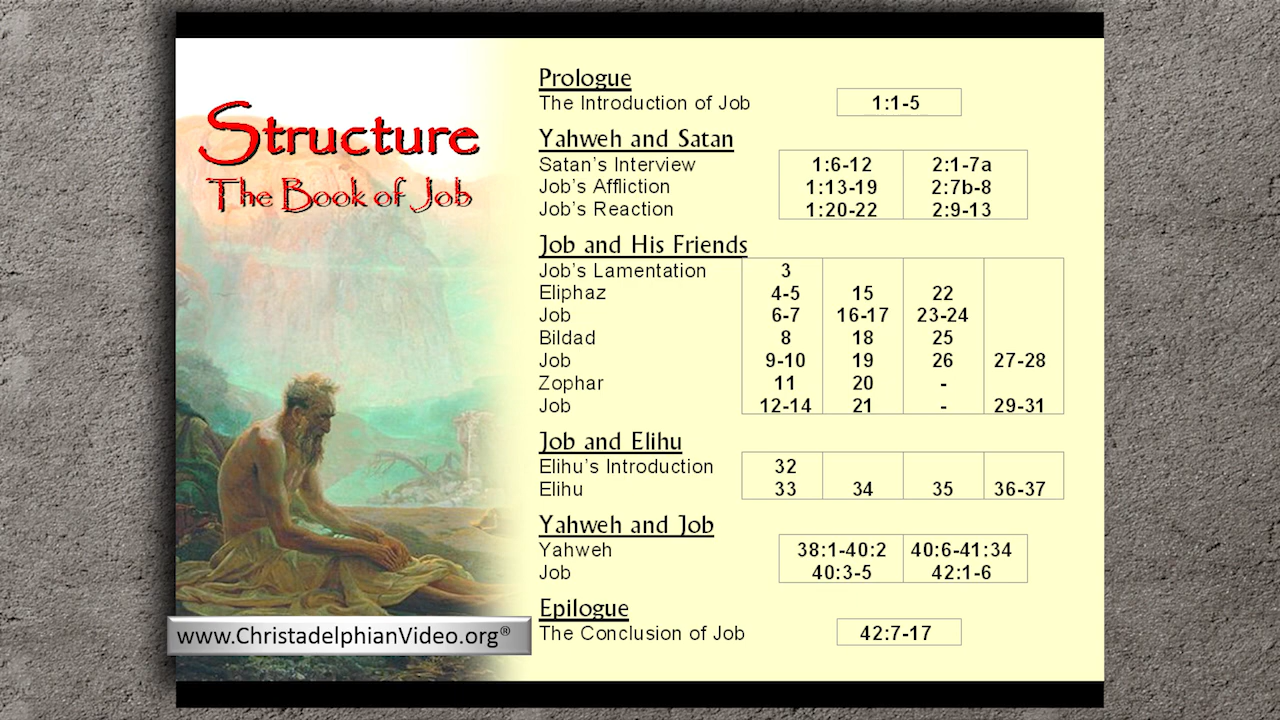 Structure
The Book of Job
www.ChristadelphianVideo.org®
Prologue
The Introduction of Job 1:1-5
Yahweh and Satan
Satan's Interview 1:6-12 2:1-7a
Job's Affliction 1:13-19 2:7b-8
Job's Reaction 1:20-22 2:9-13
Job and His Friends
Job's Lamentation 3
Eliphaz 4-5 15 22
Job 6-7 16-17 23-24
Bildad 8 18 25
Job 9-10 19 26 27-28
Zophar 11 20 -
Job 12-14 21 - 29-31
Job and Elihu
Elihu's Introduction 32
Elihu 33 34 35 36-37
Yahweh and Job
Yahweh 38:1-40:2 40:6-41:34
Job 40:3-5 42:1-6
Epilogue
The Conclusion of Job 42:7-17